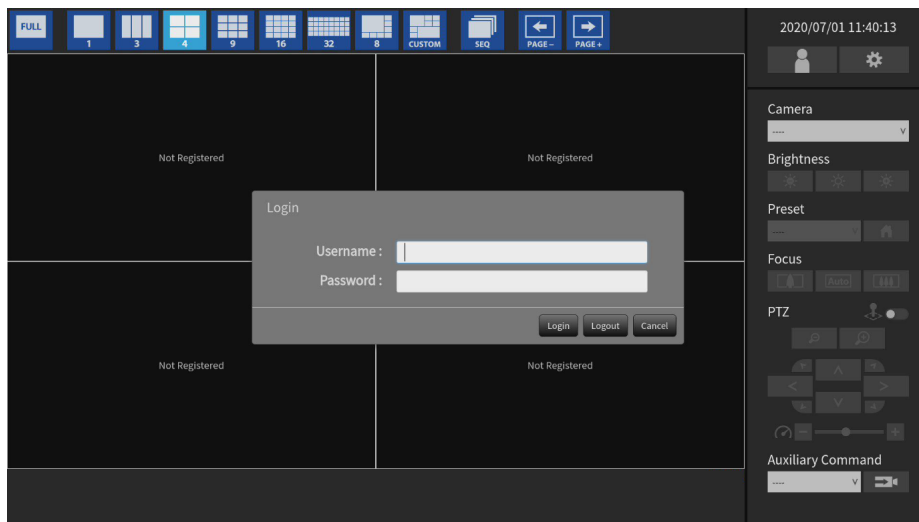 FULL
1
3
4
9
16
32
8
CUSTOM
SEQ
PAGE –
PAGE +
2020/07/01 11:40:13
Camera
----
Brightness
Preset
----
Focus
Auto
PTZ
Auxiliary Command
----
Not Registered
Not Registered
Login
Username :
Password :
Login Logout Cancel
Not Registered
Not Registered